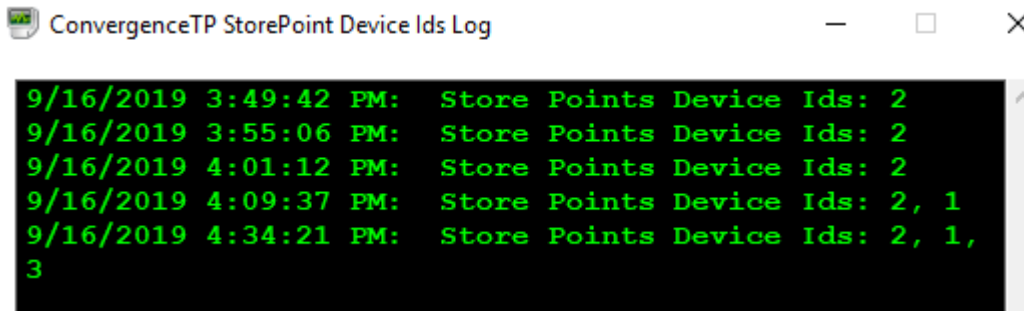 ConvergenceTP StorePoint Device Ids Log
9/16/2019 3:49:42 PM:  Store Points Device Ids: 2
9/16/2019 3:55:06 PM:  Store Points Device Ids: 2
9/16/2019 4:01:12 PM:  Store Points Device Ids: 2
9/16/2019 4:09:37 PM:  Store Points Device Ids: 2, 1
9/16/2019 4:34:21 PM:  Store Points Device Ids: 2, 1,
3